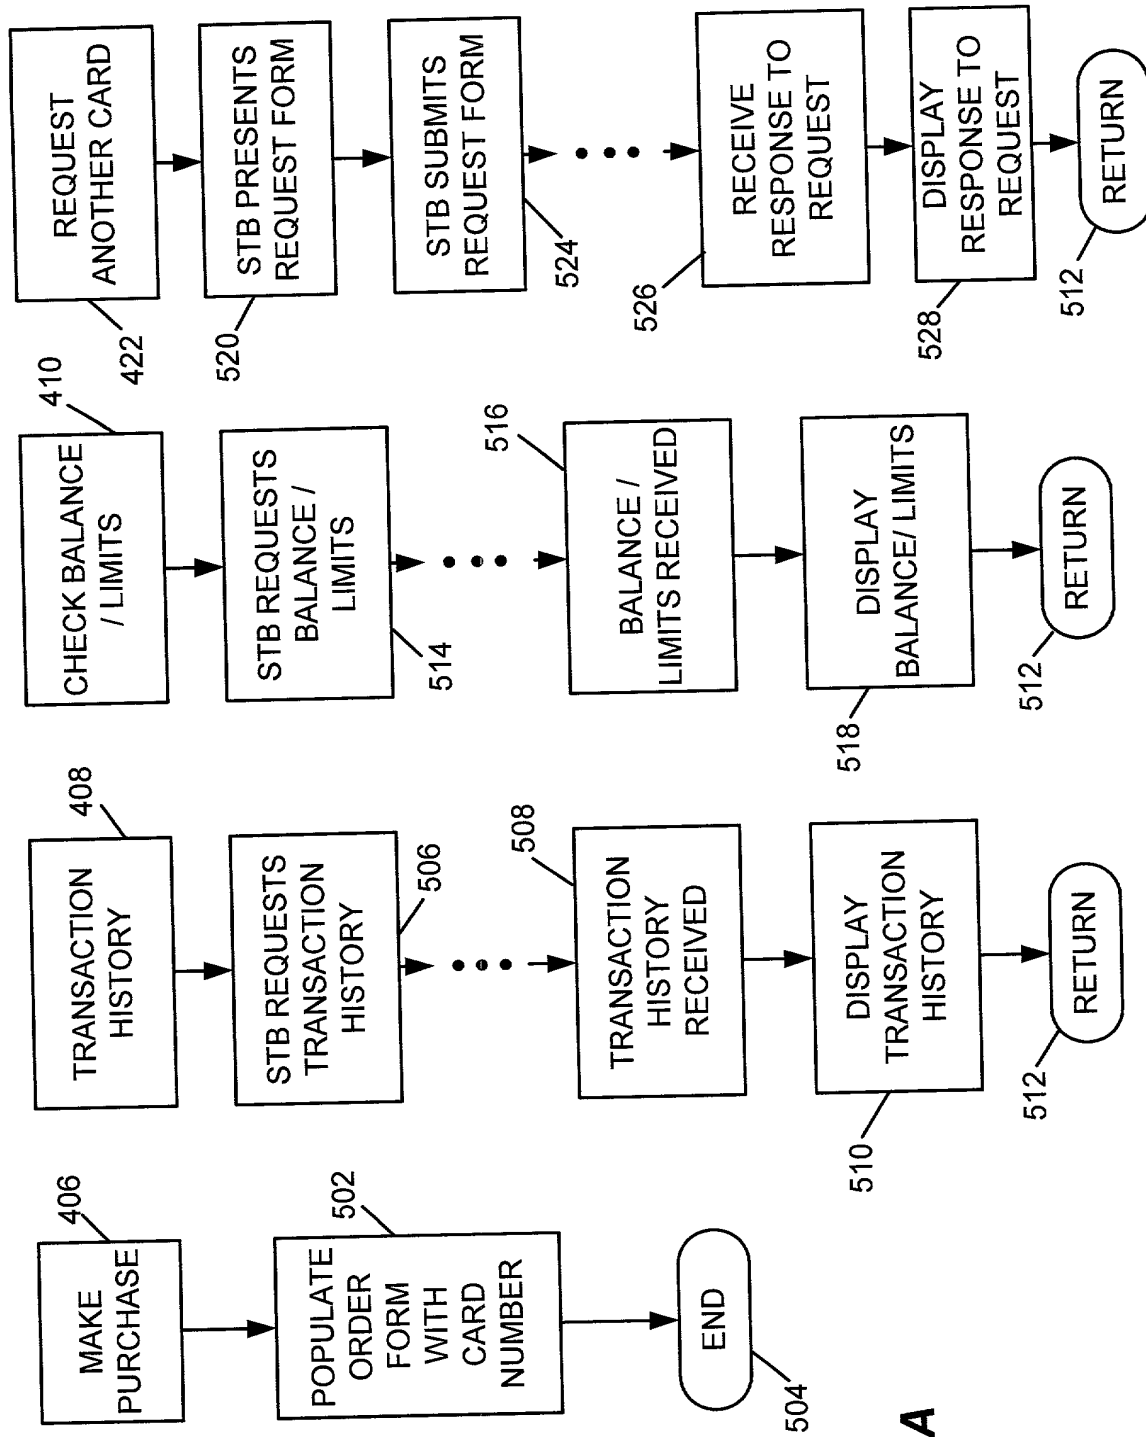 406
MAKE
PURCHASE
502
POPULATE
ORDER
FORM
WITH
CARD
NUMBER
END
504
408
TRANSACTION
HISTORY
STB REQUESTS
TRANSACTION
HISTORY
506
508
TRANSACTION
HISTORY
RECEIVED
DISPLAY
TRANSACTION
HISTORY
510
RETURN
512
410
CHECK BALANCE
/ LIMITS
STB REQUESTS
BALANCE /
LIMITS
514
516
BALANCE /
LIMITS RECEIVED
DISPLAY
BALANCE/ LIMITS
518
RETURN
512
REQUEST
ANOTHER CARD
422
STB PRESENTS
REQUEST FORM
520
STB SUBMITS
REQUEST FORM
524
RECEIVE
RESPONSE TO
REQUEST
526
DISPLAY
RESPONSE TO
REQUEST
528
RETURN
512
A